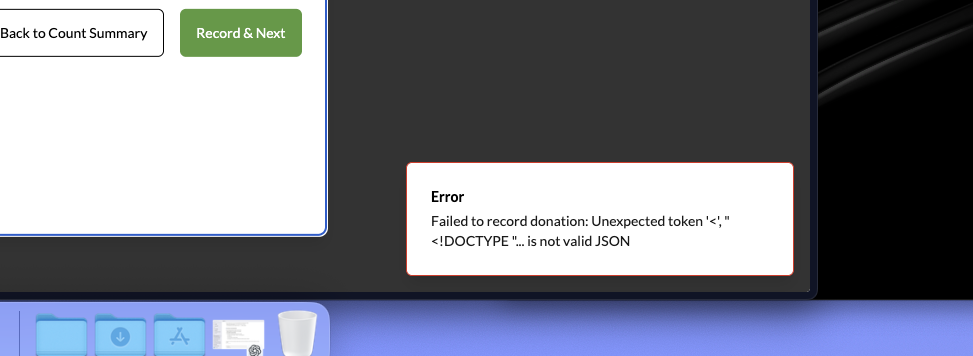 Back to Count Summary
Record & Next
Error
Failed to record donation: Unexpected token '<', "
<!DOCTYPE "... is not valid JSON